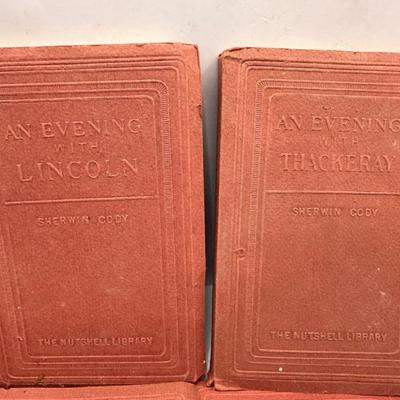 AN EVENING
WITH
LINCOLN
SHERWIN CODY
THE NUTSHELL LIBRARY
AN EVENING
WITH
THACKERAY
SHERWIN CODY
THE NUTSHELL LIBRARY